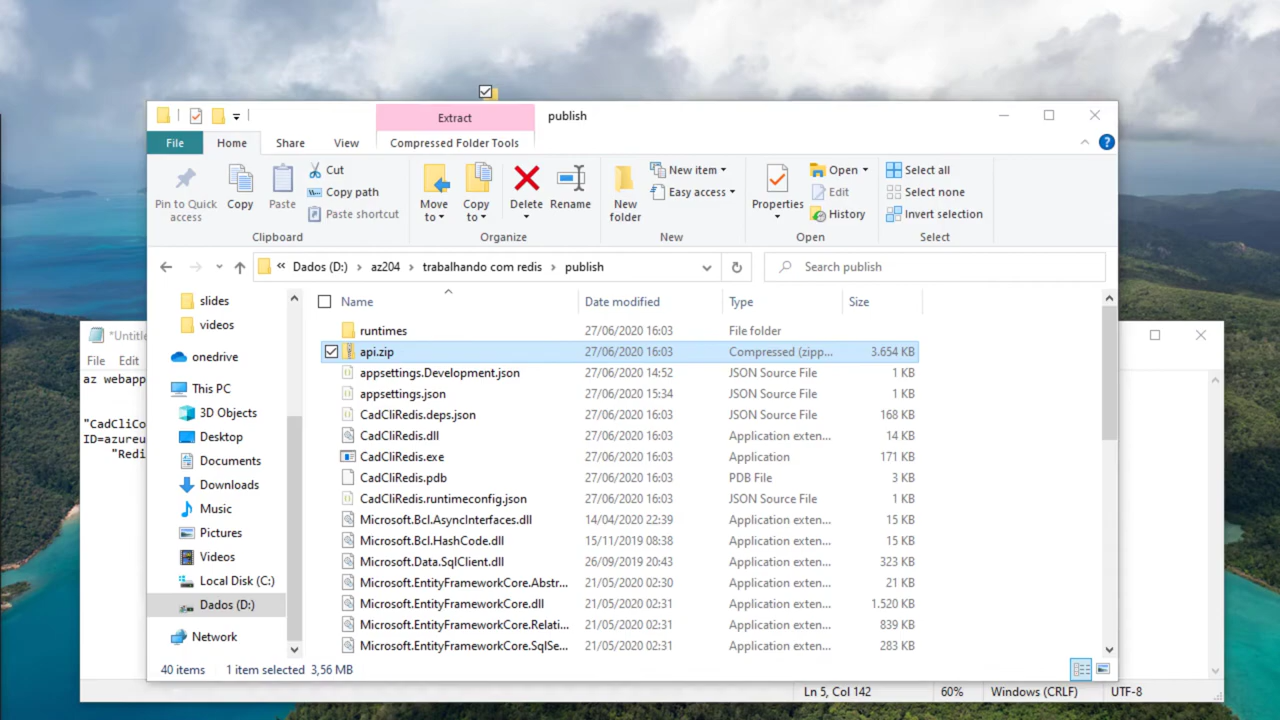 Extract
publish
File
Home
Share
View
Compressed Folder Tools
Pin to Quick access
Copy
Paste
Cut
Copy path
Paste shortcut
Clipboard
Move to
Copy to
Delete
Rename
Organize
New folder
New item
Easy access
New
Properties
Open
Edit
History
Open
Select all
Select none
Invert selection
Select
« Dados (D:) > az204 > trabalhando com redis > publish
Search publish
slides
videos
onedrive
This PC
3D Objects
Desktop
Documents
Downloads
Music
Pictures
Videos
Local Disk (C:)
Dados (D:)
Network
Name Date modified Type Size
runtimes 27/06/2020 16:03 File folder
api.zip 27/06/2020 16:03 Compressed (zipp... 3.654 KB
appsettings.Development.json 27/06/2020 14:52 JSON Source File 1 KB
appsettings.json 27/06/2020 15:34 JSON Source File 1 KB
CadCliRedis.deps.json 27/06/2020 16:03 JSON Source File 168 KB
CadCliRedis.dll 27/06/2020 16:03 Application exten... 14 KB
CadCliRedis.exe 27/06/2020 16:03 Application 171 KB
CadCliRedis.pdb 27/06/2020 16:03 PDB File 3 KB
CadCliRedis.runtimeconfig.json 27/06/2020 16:03 JSON Source File 1 KB
Microsoft.Bcl.AsyncInterfaces.dll 14/04/2020 22:39 Application exten... 15 KB
Microsoft.Bcl.HashCode.dll 15/11/2019 08:38 Application exten... 15 KB
Microsoft.Data.SqlClient.dll 26/09/2019 20:43 Application exten... 323 KB
Microsoft.EntityFrameworkCore.Abstr... 21/05/2020 02:30 Application exten... 21 KB
Microsoft.EntityFrameworkCore.dll 21/05/2020 02:31 Application exten... 1.520 KB
Microsoft.EntityFrameworkCore.Relati... 21/05/2020 02:31 Application exten... 839 KB
Microsoft.EntityFrameworkCore.SqlSe... 21/05/2020 02:31 Application exten... 283 KB
40 items 1 item selected 3,56 MB
*Untitle
File Edit
az webapp
"CadCliCo
ID=azureu
"Redi
Ln 5, Col 142 60% Windows (CRLF) UTF-8